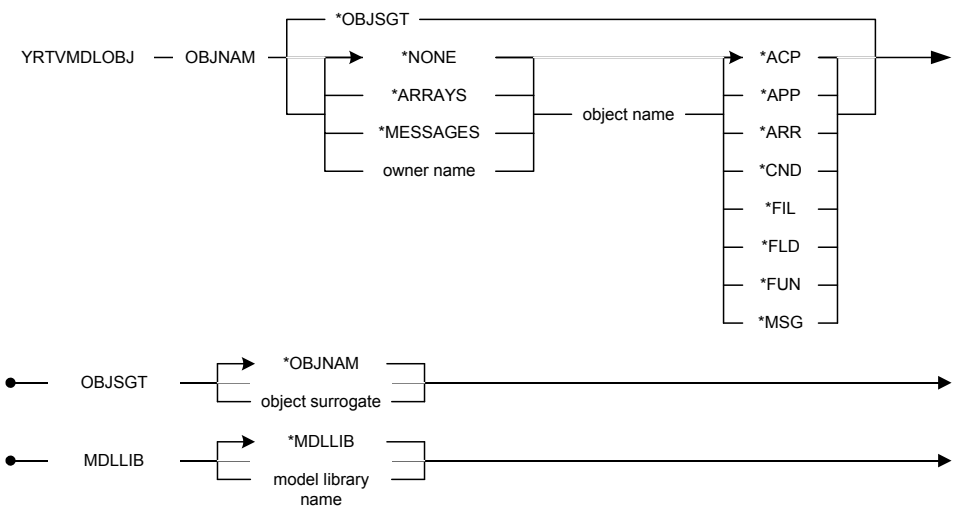 *OBJSGT
YRTVMDLOBJ OBJNAM *NONE *ACP
*ARRAYS *APP
object name
*MESSAGES *ARR
owner name *CND
*FIL
*FLD
*FUN
*MSG
OBJSGT *OBJNAM
object surrogate
MDLLIB *MDLLIB
model library
name